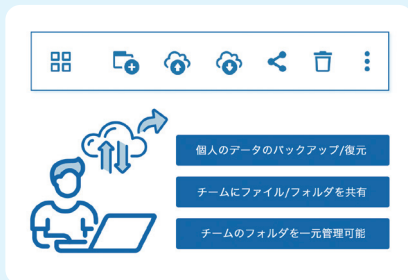 個人のデータのバックアップ/復元
チームにファイル/フォルダを共有
チームのフォルダを一元管理可能